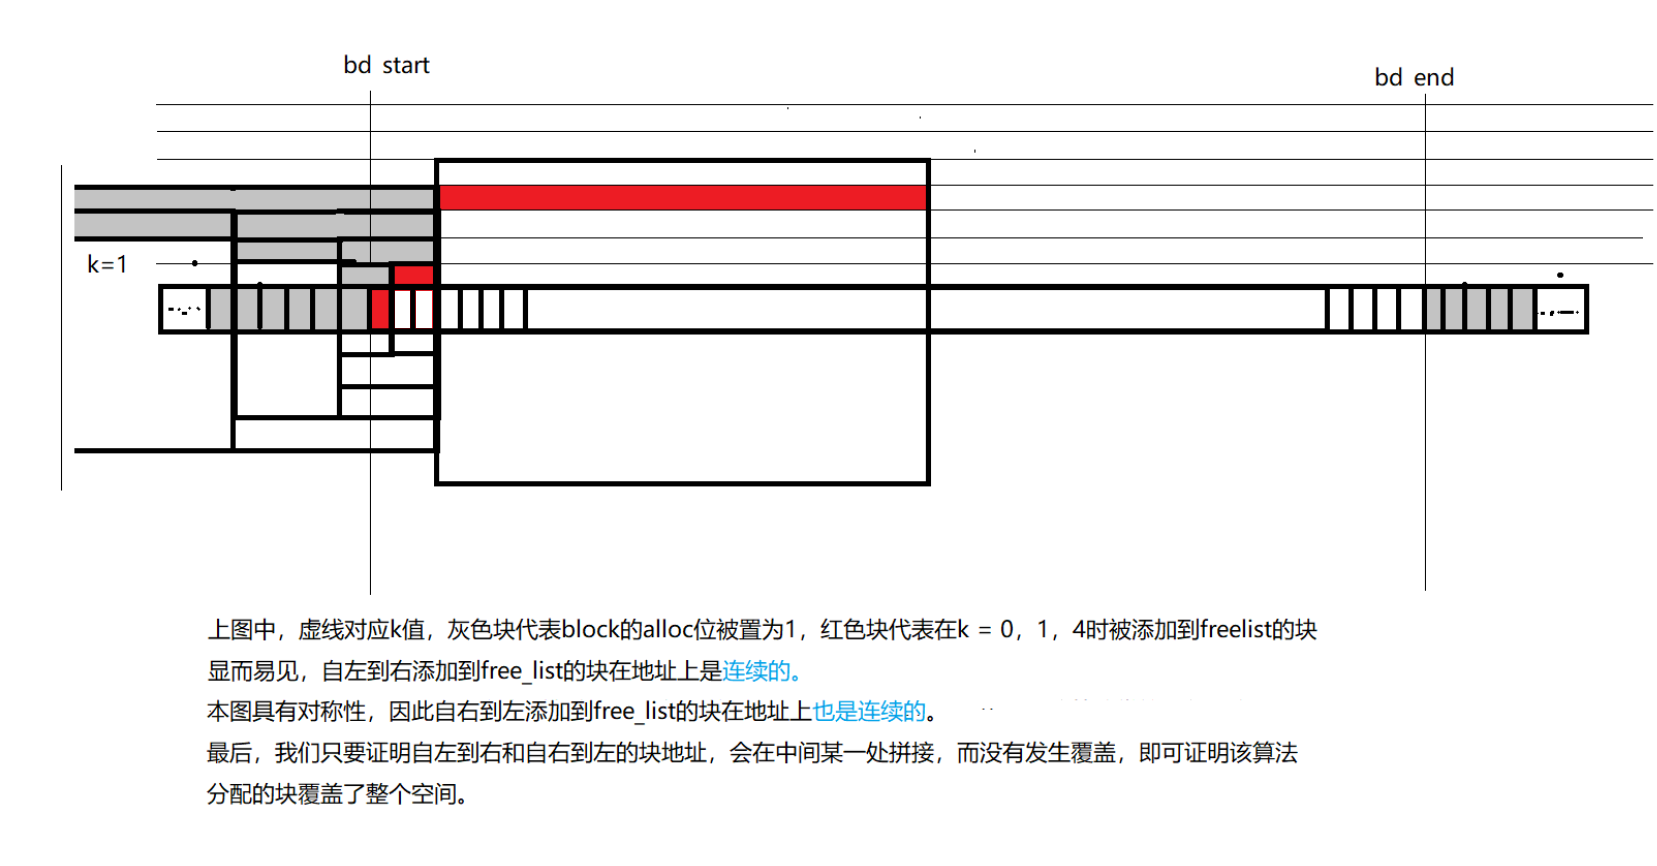 bd start
bd end
k=1
上图中，虚线对应k值，灰色块代表block的alloc位被置为1，红色块代表在k = 0，1，4时被添加到freelist的块
显而易见，自左到右添加到free_list的块在地址上是连续的。
本图具有对称性，因此自右到左添加到free_list的块在地址上也是连续的。
最后，我们只要证明自左到右和自右到左的块地址，会在中间某一处拼接，而没有发生覆盖，即可证明该算法
分配的块覆盖了整个空间。